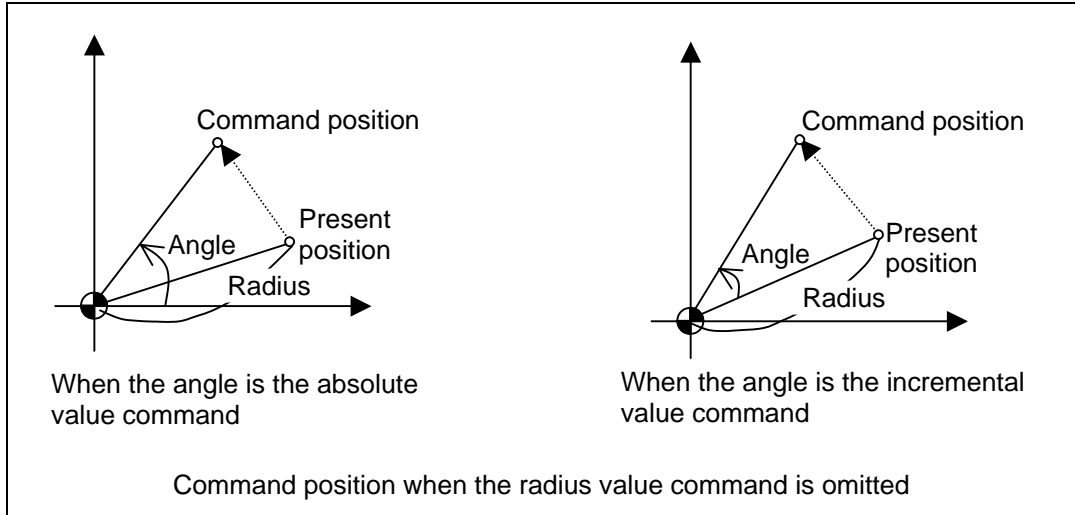 Command position
Present
position
Angle
Radius
When the angle is the absolute
value command
Command position
Present
position
Angle
Radius
When the angle is the incremental
value command
Command position when the radius value command is omitted